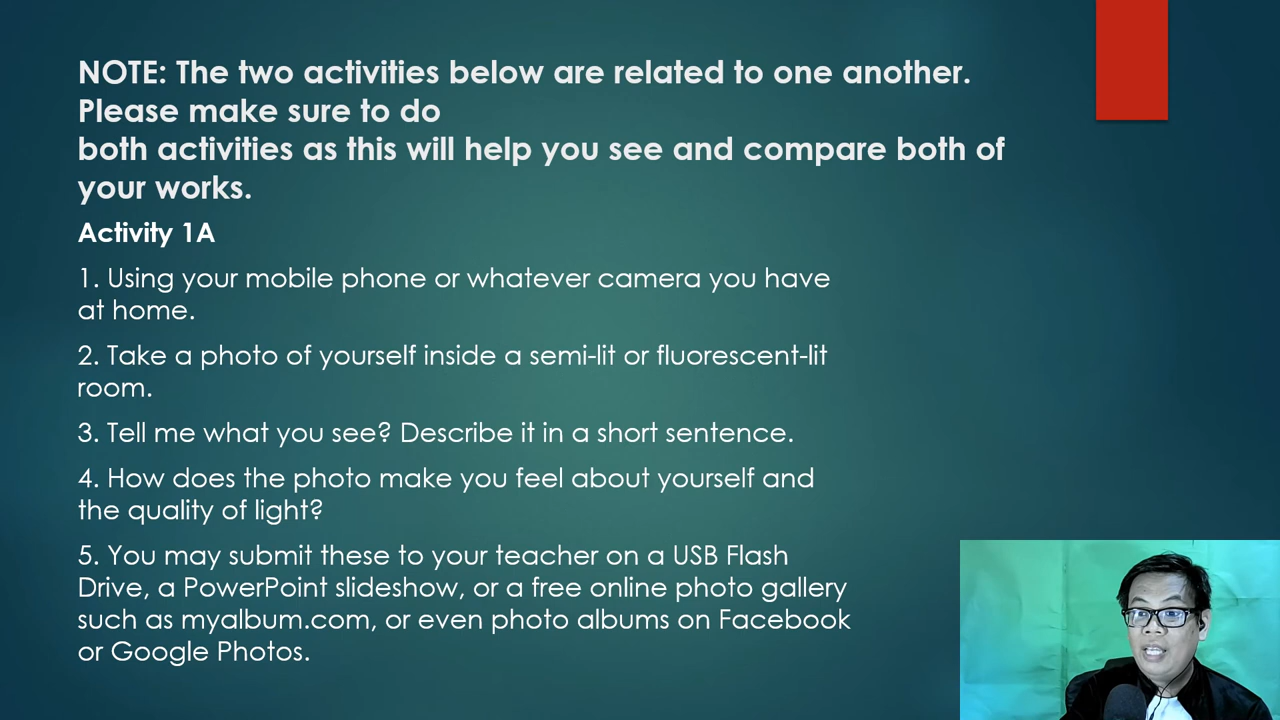 NOTE: The two activities below are related to one another.
Please make sure to do
both activities as this will help you see and compare both of
your works.
Activity 1A
1. Using your mobile phone or whatever camera you have
at home.
2. Take a photo of yourself inside a semi-lit or fluorescent-lit
room.
3. Tell me what you see? Describe it in a short sentence.
4. How does the photo make you feel about yourself and
the quality of light?
5. You may submit these to your teacher on a USB Flash
Drive, a PowerPoint slideshow, or a free online photo gallery
such as myalbum.com, or even photo albums on Facebook
or Google Photos.